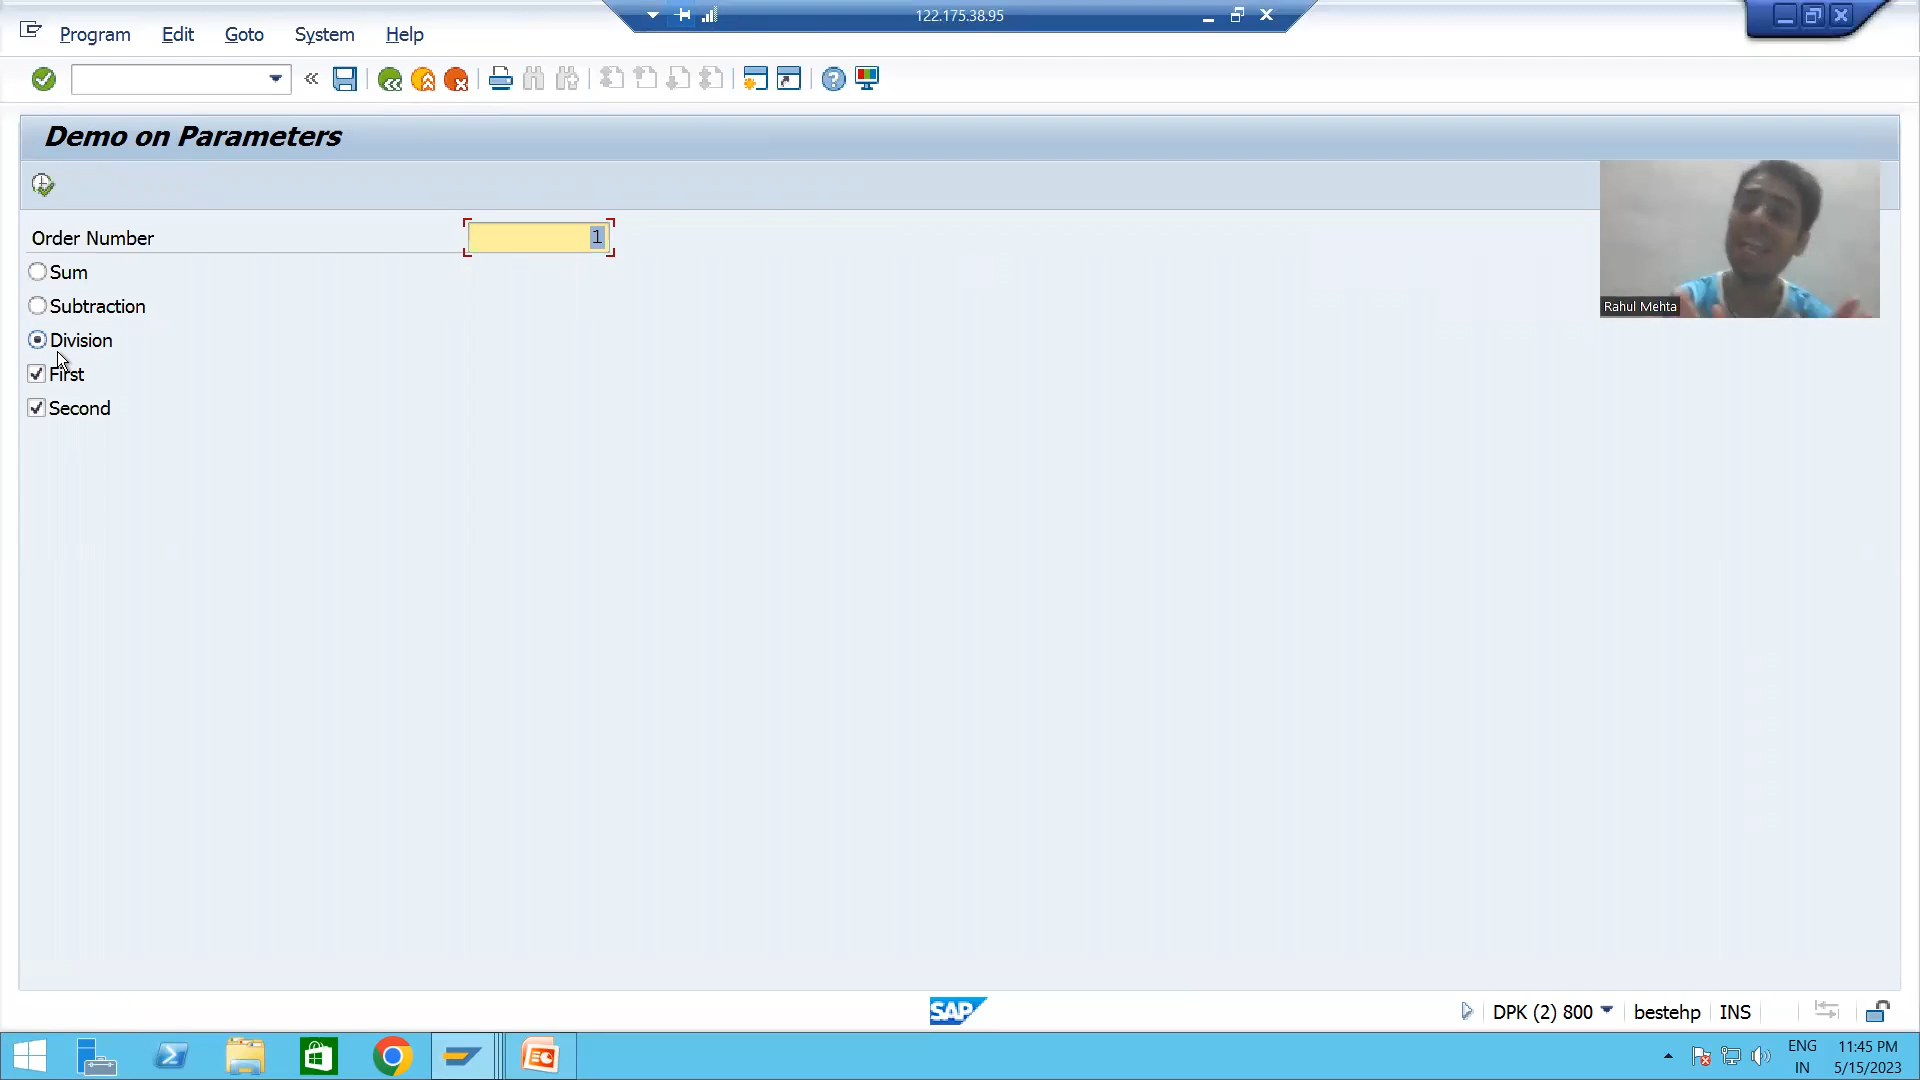 122.175.38.95
Program Edit Goto System Help
Demo on Parameters
Order Number 1
Sum
Subtraction
Division
First
Second
Rahul Mehta
SAP
DPK (2) 800 bestehp INS
ENG 11:45 PM
IN 5/15/2023